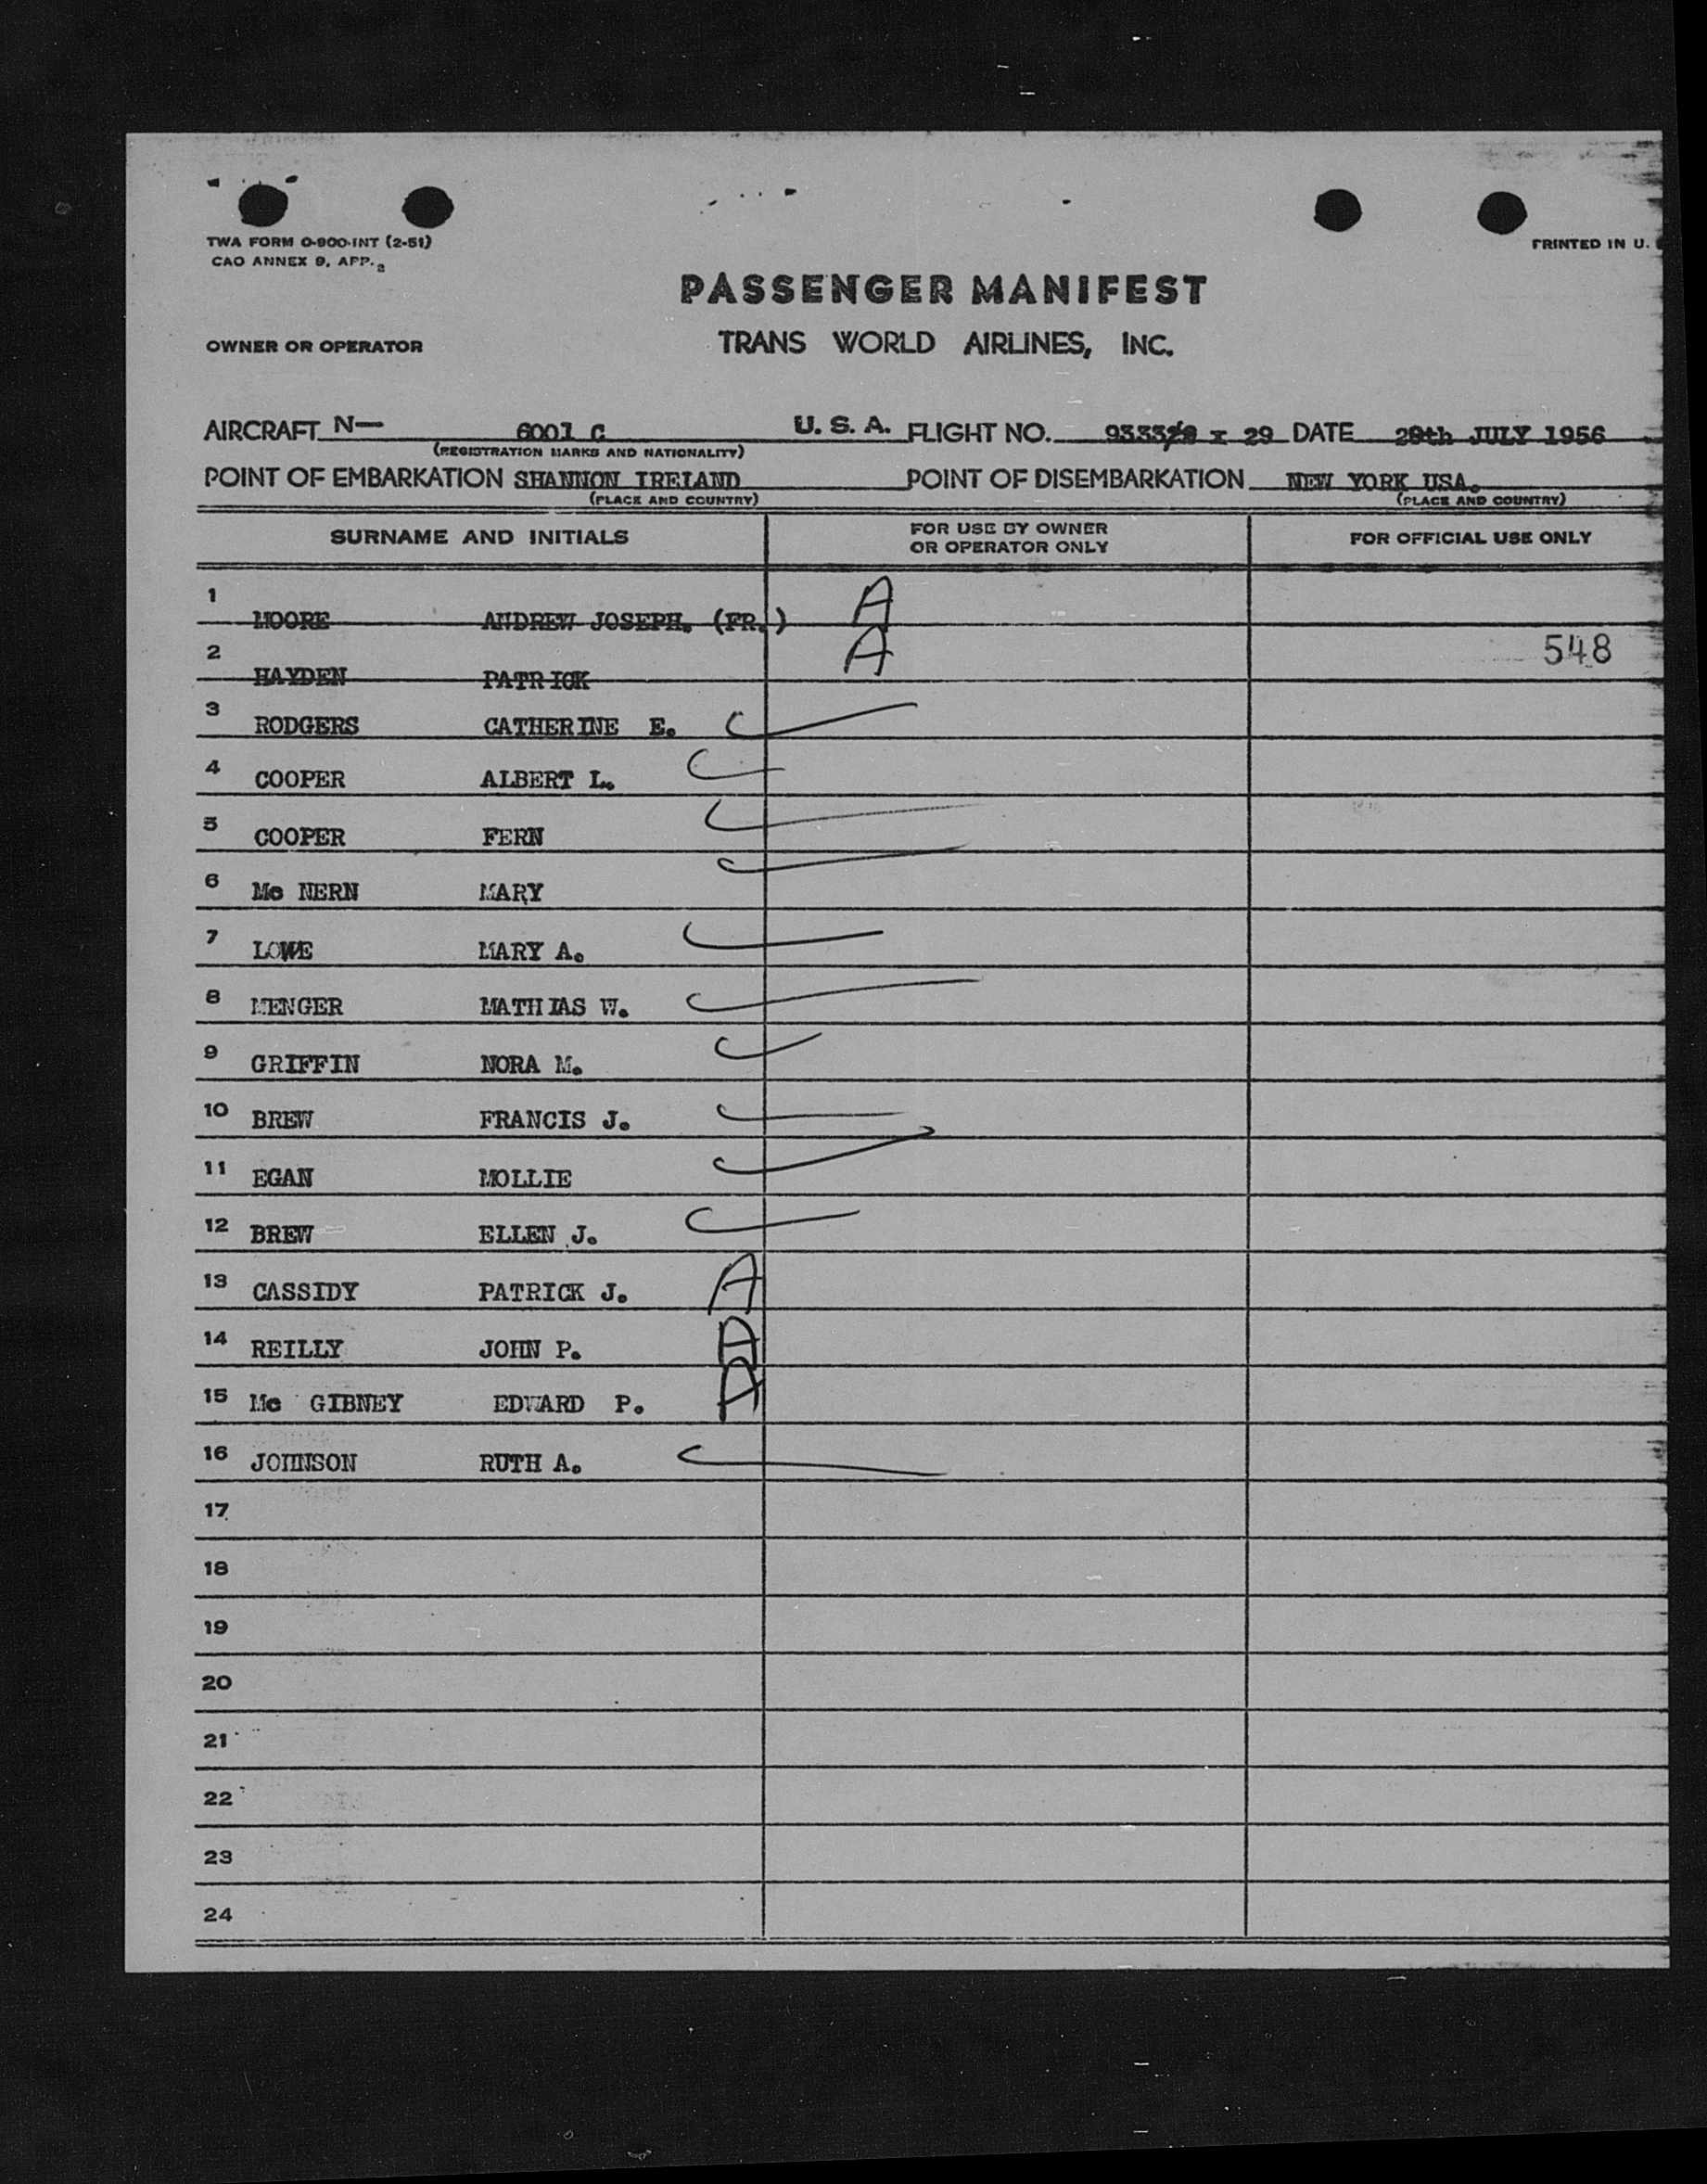 TWA FORM O-900-INT (2-51)
CAO ANNEX 9, APP. 2
PRINTED IN U.
PASSENGER MANIFEST
OWNER OR OPERATOR TRANS WORLD AIRLINES, INC.
AIRCRAFT N— 6001 C U. S. A. FLIGHT NO. x 29 DATE 29th JULY 1956
(REGISTRATION MARKS AND NATIONALITY)
POINT OF EMBARKATION SHANNON IRELAND POINT OF DISEMBARKATION NEW YORK USA.
(PLACE AND COUNTRY) (PLACE AND COUNTRY)
SURNAME AND INITIALS FOR USE BY OWNER OR OPERATOR ONLY FOR OFFICIAL USE ONLY
1 MOORE ANDREW JOSEPH. (FR.) A
2 HAYDEN PATRICK A 548
3 RODGERS CATHERINE E.
4 COOPER ALBERT L.
5 COOPER FERN
6 Mc NERN MARY
7 LOWE MARY A.
8 MENGER MATHIAS W.
9 GRIFFIN NORA M.
10 BREW FRANCIS J.
11 EGAN MOLLIE
12 BREW ELLEN J.
13 CASSIDY PATRICK J. A
14 REILLY JOHN P. A
15 Mc GIBNEY EDWARD P. A
16 JOHNSON RUTH A.
17
18
19
20
21
22
23
24